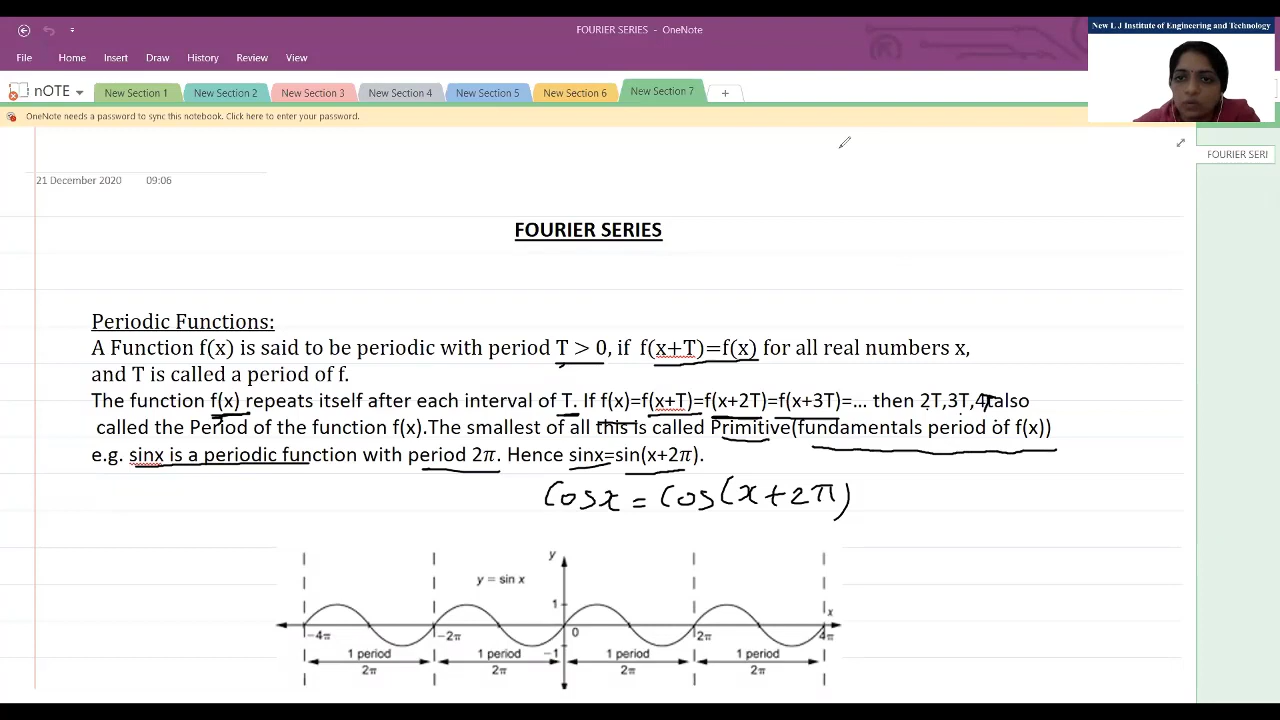 FOURIER SERIES - OneNote
New L J Institute of Engineering and Technology
File Home Insert Draw History Review View
nOTE New Section 1 New Section 2 New Section 3 New Section 4 New Section 5 New Section 6 New Section 7 +
OneNote needs a password to sync this notebook. Click here to enter your password.
FOURIER SERI
21 December 2020 09:06
FOURIER SERIES
Periodic Functions:
A Function f(x) is said to be periodic with period T > 0, if f(x+T)=f(x) for all real numbers x,
and T is called a period of f.
The function f(x) repeats itself after each interval of T. If f(x)=f(x+T)=f(x+2T)=f(x+3T)=... then 2T,3T,4T also
called the Period of the function f(x).The smallest of all this is called Primitive(fundamentals period of f(x))
e.g. sinx is a periodic function with period 2π. Hence sinx=sin(x+2π).
Cosx = Cos(x+2π)
y
y = sin x
1
x
-4π -2π 0 2π 4π
-1
1 period 1 period 1 period 1 period
2π 2π 2π 2π